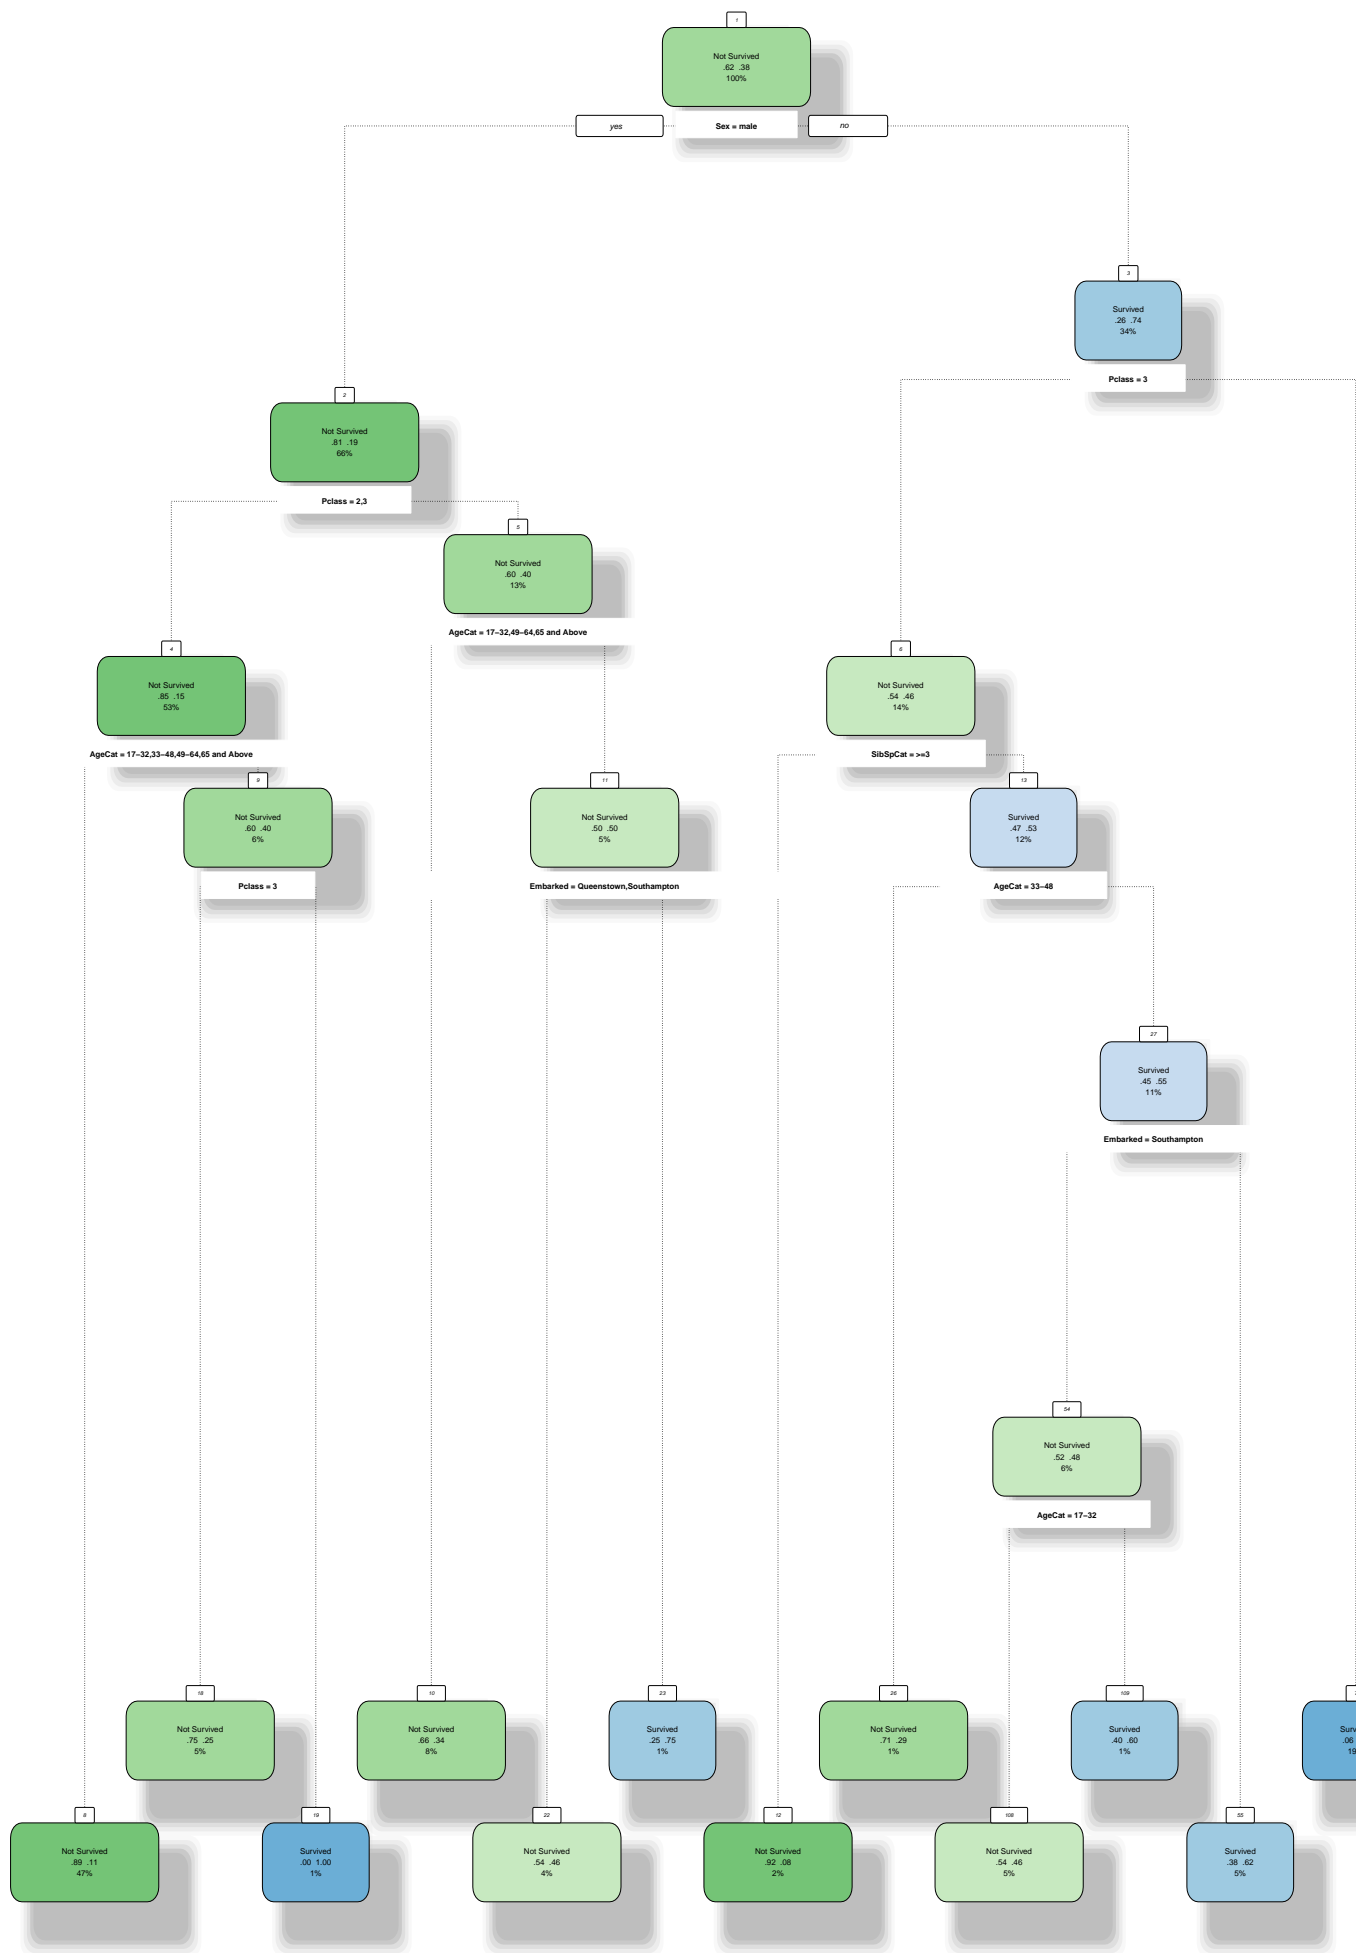 1
Not Survived
.62 .38
100%
yes
Sex = male
no
3
Survived
.26 .74
34%
Pclass = 3
2
Not Survived
.81 .19
66%
Pclass = 2,3
5
Not Survived
.60 .40
13%
AgeCat = 17–32,49–64,65 and Above
4
Not Survived
.85 .15
53%
AgeCat = 17–32,33–48,49–64,65 and Above
6
Not Survived
.54 .46
14%
SibSpCat = >=3
9
Not Survived
.60 .40
6%
Pclass = 3
11
Not Survived
.50 .50
5%
Embarked = Queenstown,Southampton
13
Survived
.47 .53
12%
AgeCat = 33–48
27
Survived
.45 .55
11%
Embarked = Southampton
54
Not Survived
.52 .48
6%
AgeCat = 17–32
18
Not Survived
.75 .25
5%
10
Not Survived
.66 .34
8%
23
Survived
.25 .75
1%
26
Not Survived
.71 .29
1%
109
Survived
.40 .60
1%
.06
8
Not Survived
.89 .11
47%
19
Survived
.00 1.00
1%
22
Not Survived
.54 .46
4%
12
Not Survived
.92 .08
2%
108
Not Survived
.54 .46
5%
55
Survived
.38 .62
5%